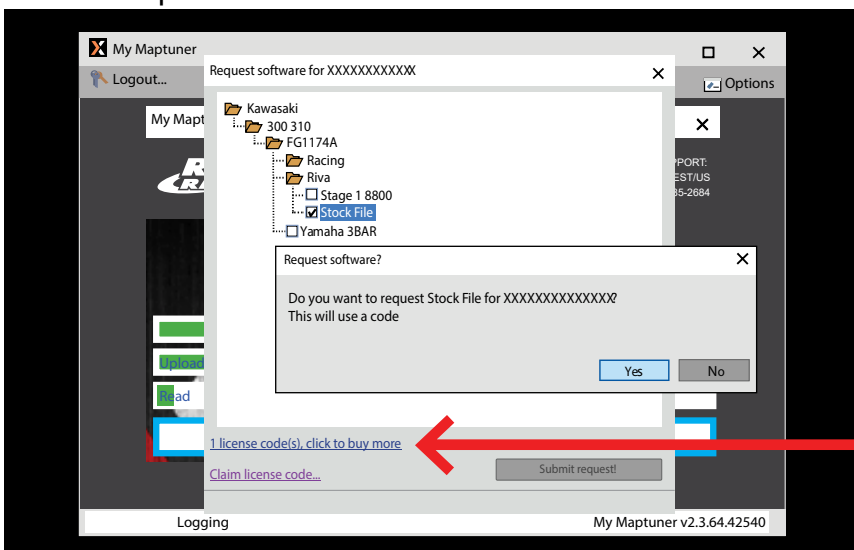 My Maptuner
Logout...
Options
Request software for XXXXXXXXXXXX
My Mapt
Kawasaki
300 310
FG1174A
Racing
Riva
Stage 1 8800
Stock File
Yamaha 3BAR
PPORT:
EST/US
35-2684
Request software?
Do you want to request Stock File for XXXXXXXXXXXXXX?
This will use a code
Yes
No
Upload
Read
1 license code(s), click to buy more
Claim license code...
Submit request!
Logging
My Maptuner v2.3.64.42540